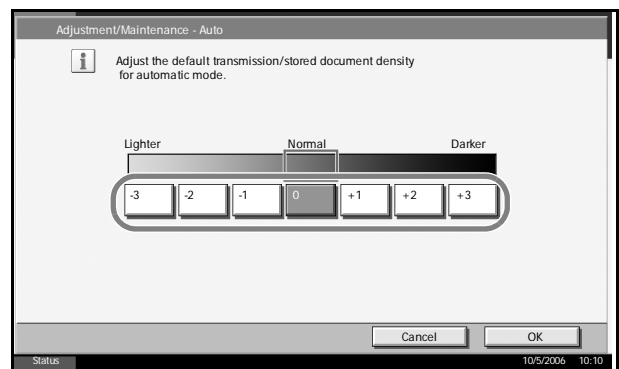 Adjustment/Maintenance - Auto
i
Adjust the default transmission/stored document density
for automatic mode.
Lighter Normal Darker
-3 -2 -1 0 +1 +2 +3
Cancel OK
Status 10/5/2006 10:10